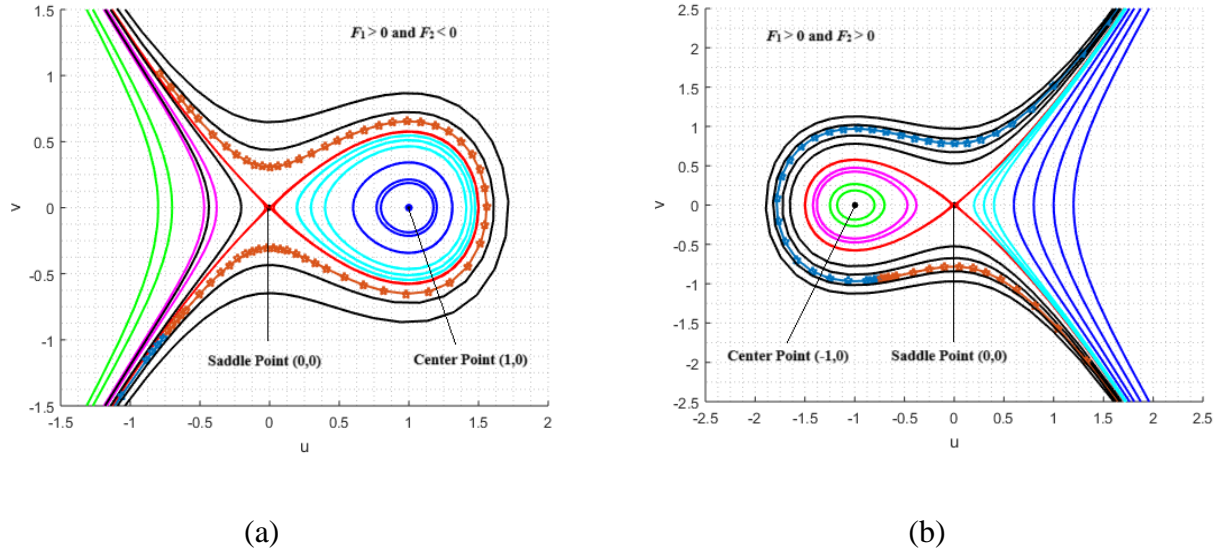 F₁ > 0 and F₂ < 0
1.5
1
0.5
0
-0.5
-1
-1.5
v
-1.5 -1 -0.5 0 0.5 1 1.5 2
u
Saddle Point (0,0)
Center Point (1,0)
(a)
F₁ > 0 and F₂ > 0
2.5
2
1.5
1
0.5
0
-0.5
-1
-1.5
-2
-2.5
v
-2.5 -2 -1.5 -1 -0.5 0 0.5 1 1.5 2 2.5
u
Center Point (-1,0)
Saddle Point (0,0)
(b)